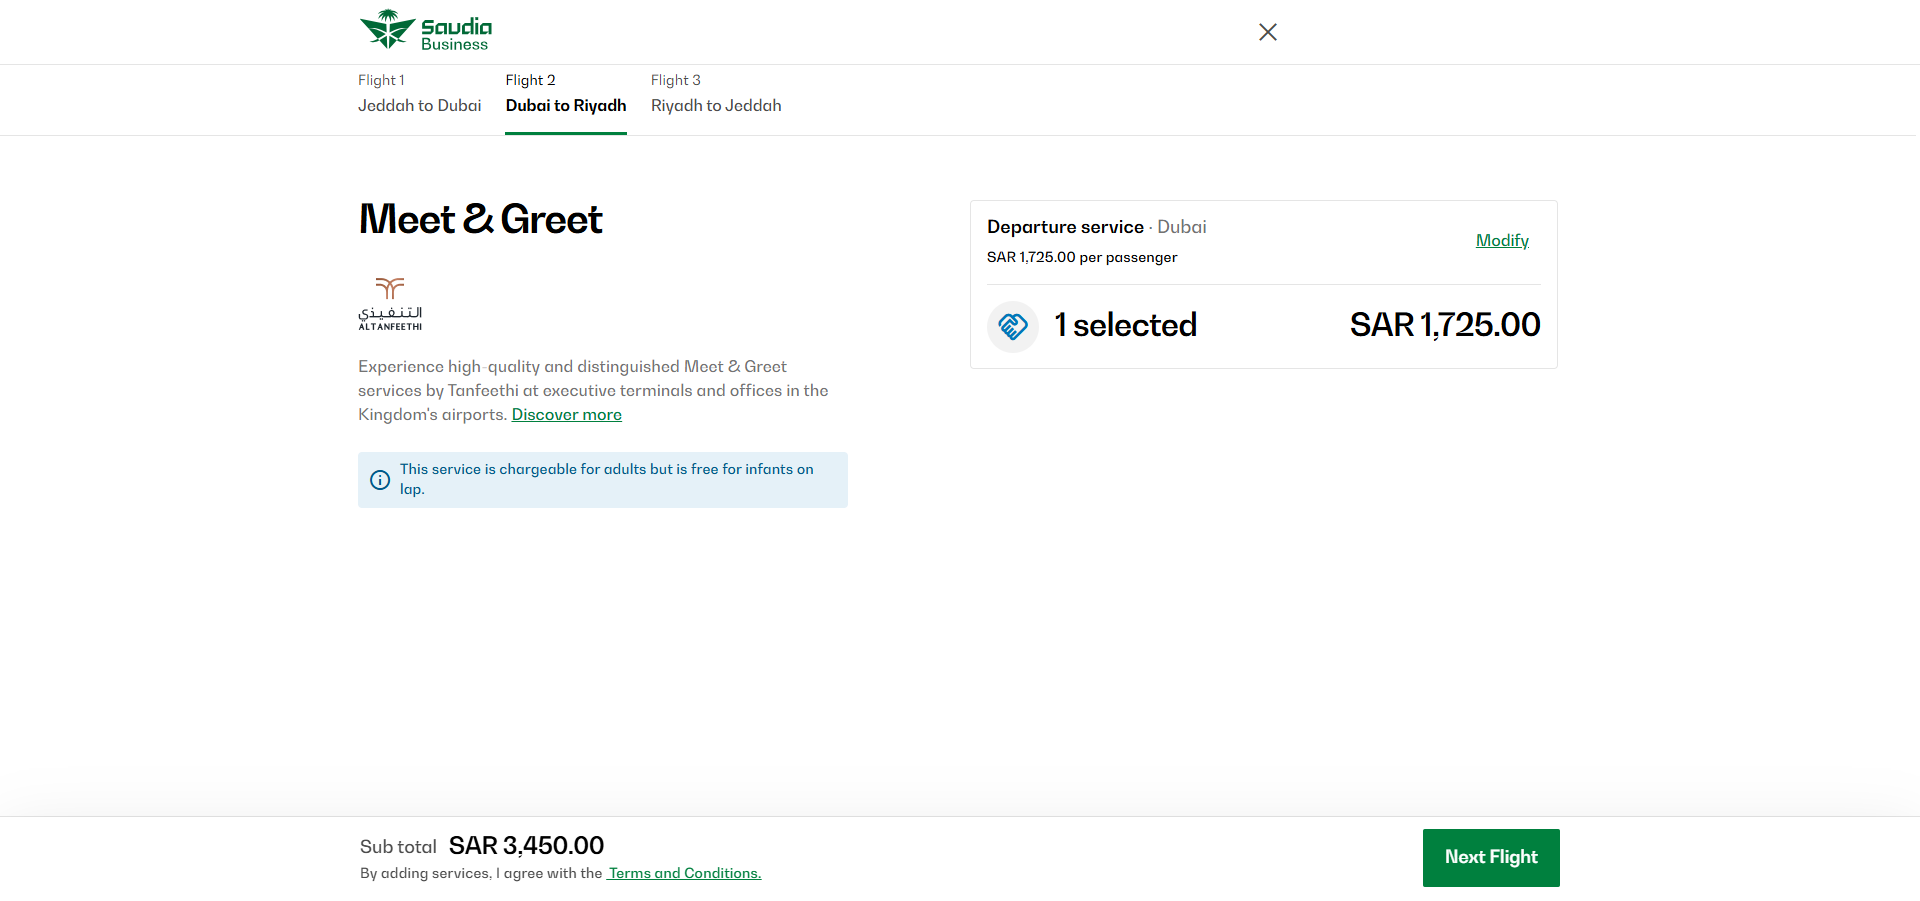 Saudia
Business
Flight 1
Jeddah to Dubai
Flight 2
Dubai to Riyadh
Flight 3
Riyadh to Jeddah
Meet & Greet
التنفيذي
ALTANFEETHI
Experience high-quality and distinguished Meet & Greet
services by Tanfeethi at executive terminals and offices in the
Kingdom's airports. Discover more
This service is chargeable for adults but is free for infants on
lap.
Departure service · Dubai
SAR 1,725.00 per passenger
Modify
1 selected
SAR 1,725.00
Sub total SAR 3,450.00
By adding services, I agree with the Terms and Conditions.
Next Flight